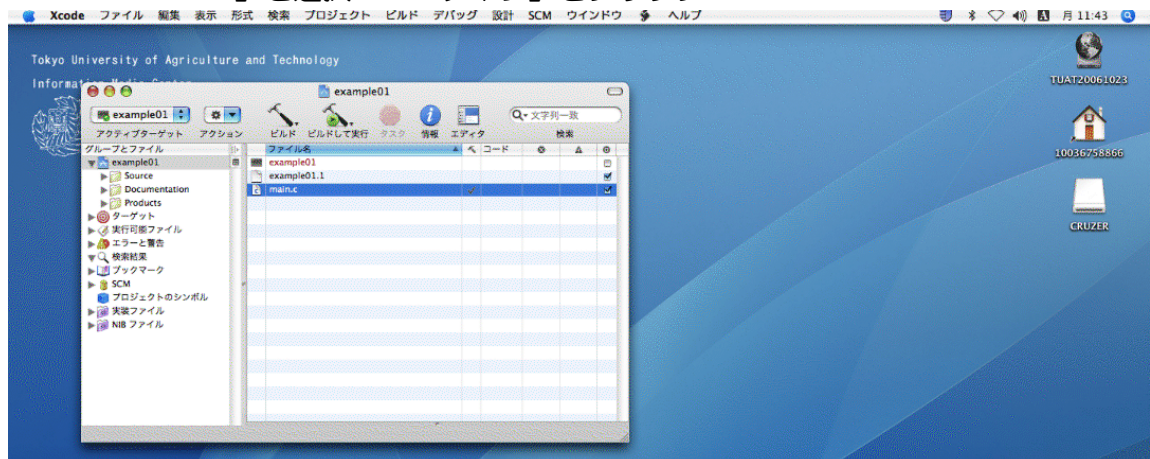 Xcode ファイル 編集 表示 形式 検索 プロジェクト ビルド デバッグ 設計 SCM ウインドウ ヘルプ
月 11:43
Tokyo University of Agriculture and Technology
TUAT20061023
10036758866
CRUZER
example01
example01
アクティブターゲット アクション ビルド ビルドして実行 タスク 情報 エディタ 検索
文字列一致
グループとファイル
example01
Source
Documentation
Products
ターゲット
実行可能ファイル
エラーと警告
検索結果
ブックマーク
SCM
プロジェクトのシンボル
実装ファイル
NIB ファイル
ファイル名 コード
example01
example01.1
main.c